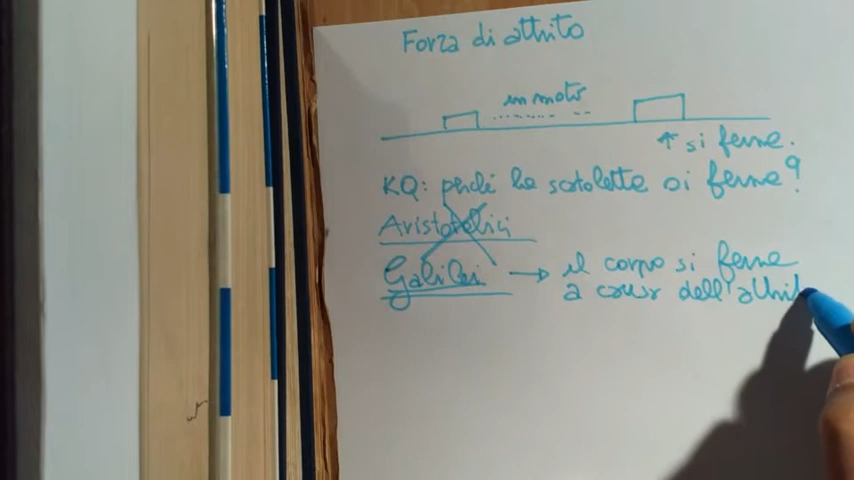 Forza di attrito
in moto
↑ si ferma.
KQ: perché la scatoletta si ferma?
Aristotelici
Galilei → il corpo si ferma
a causa dell'attrit